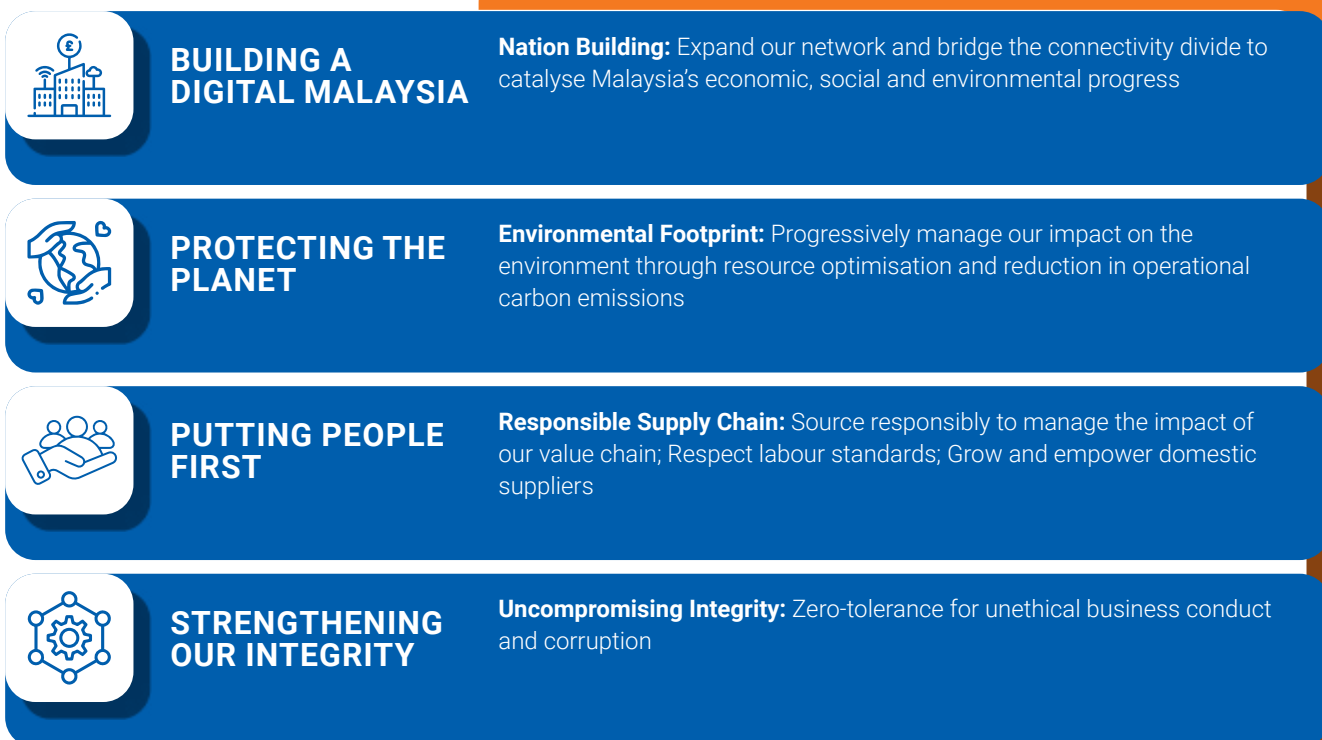 £
BUILDING A
DIGITAL MALAYSIA
Nation Building: Expand our network and bridge the connectivity divide to
catalyse Malaysia’s economic, social and environmental progress
PROTECTING THE
PLANET
Environmental Footprint: Progressively manage our impact on the
environment through resource optimisation and reduction in operational
carbon emissions
PUTTING PEOPLE
FIRST
Responsible Supply Chain: Source responsibly to manage the impact of
our value chain; Respect labour standards; Grow and empower domestic
suppliers
STRENGTHENING
OUR INTEGRITY
Uncompromising Integrity: Zero-tolerance for unethical business conduct
and corruption